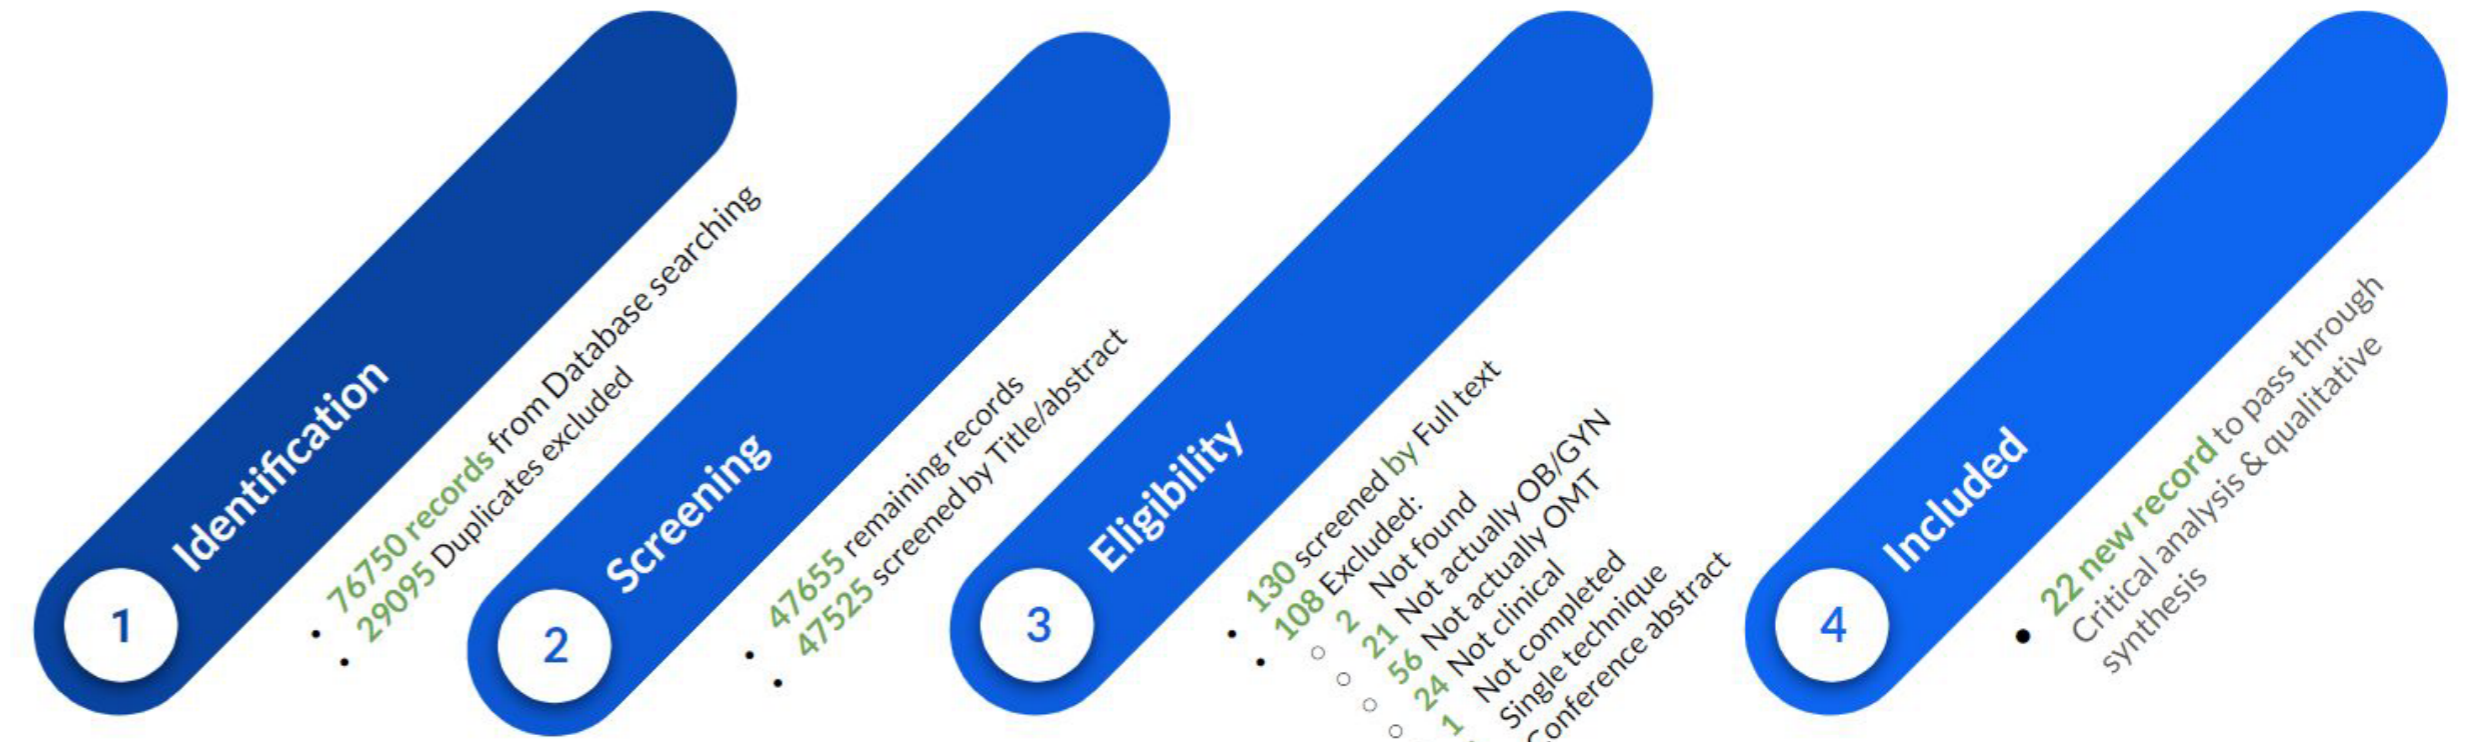 1
Identification
76750 records from Database searching
29095 Duplicates excluded
2
Screening
47655 remaining records
47525 screened by Title/abstract
3
Eligibility
130 screened by Full text
108 Excluded:
2 Not found
21 Not actually OB/GYN
56 Not actually OMT
24 Not clinical
1 Not completed
Single technique
Conference abstract
4
Included
22 new record to pass through
Critical analysis & qualitative
synthesis